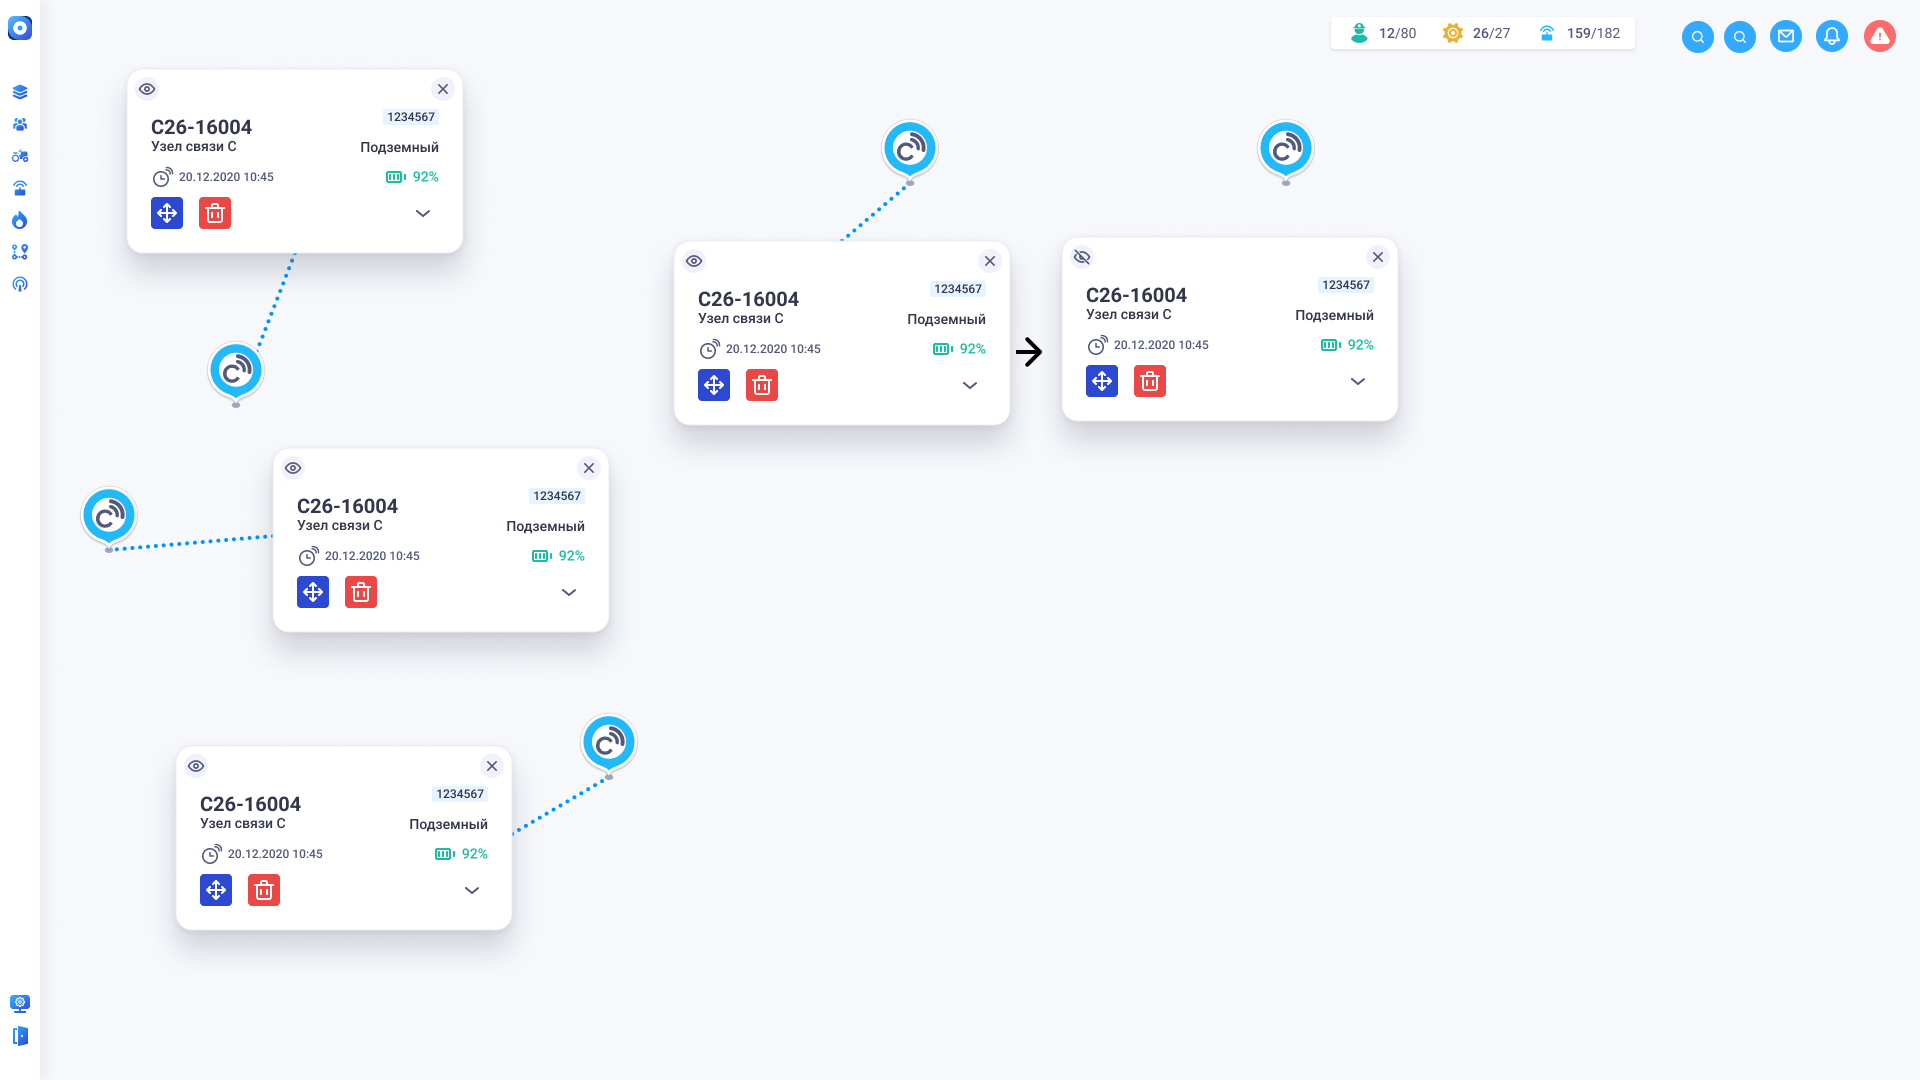 12/80 26/27 159/182
1234567
C26-16004
Узел связи С
Подземный
20.12.2020 10:45
92%
1234567
C26-16004
Узел связи С
Подземный
20.12.2020 10:45
92%
1234567
C26-16004
Узел связи С
Подземный
20.12.2020 10:45
92%
1234567
C26-16004
Узел связи С
Подземный
20.12.2020 10:45
92%
1234567
C26-16004
Узел связи С
Подземный
20.12.2020 10:45
92%